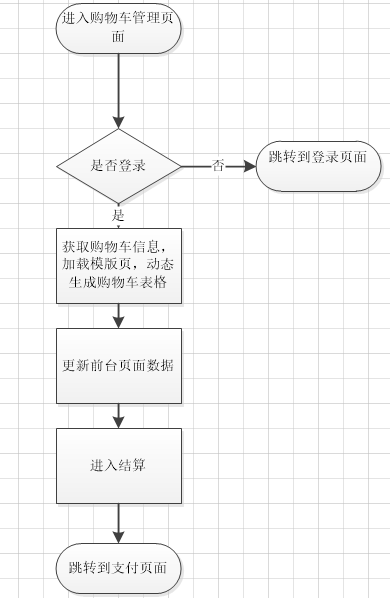 进入购物车管理页
面
是否登录
否
跳转到登录页面
是
获取购物车信息，
加载模版页，动态
生成购物车表格
更新前台页面数据
进入结算
跳转到支付页面